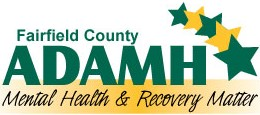 Fairfield County
ADAMH
Mental Health & Recovery Matter